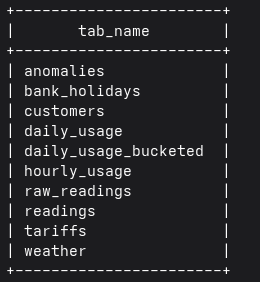 +-----------------------+
|       tab_name        |
+-----------------------+
| anomalies             |
| bank_holidays         |
| customers             |
| daily_usage           |
| daily_usage_bucketed  |
| hourly_usage          |
| raw_readings          |
| readings              |
| tariffs               |
| weather               |
+-----------------------+